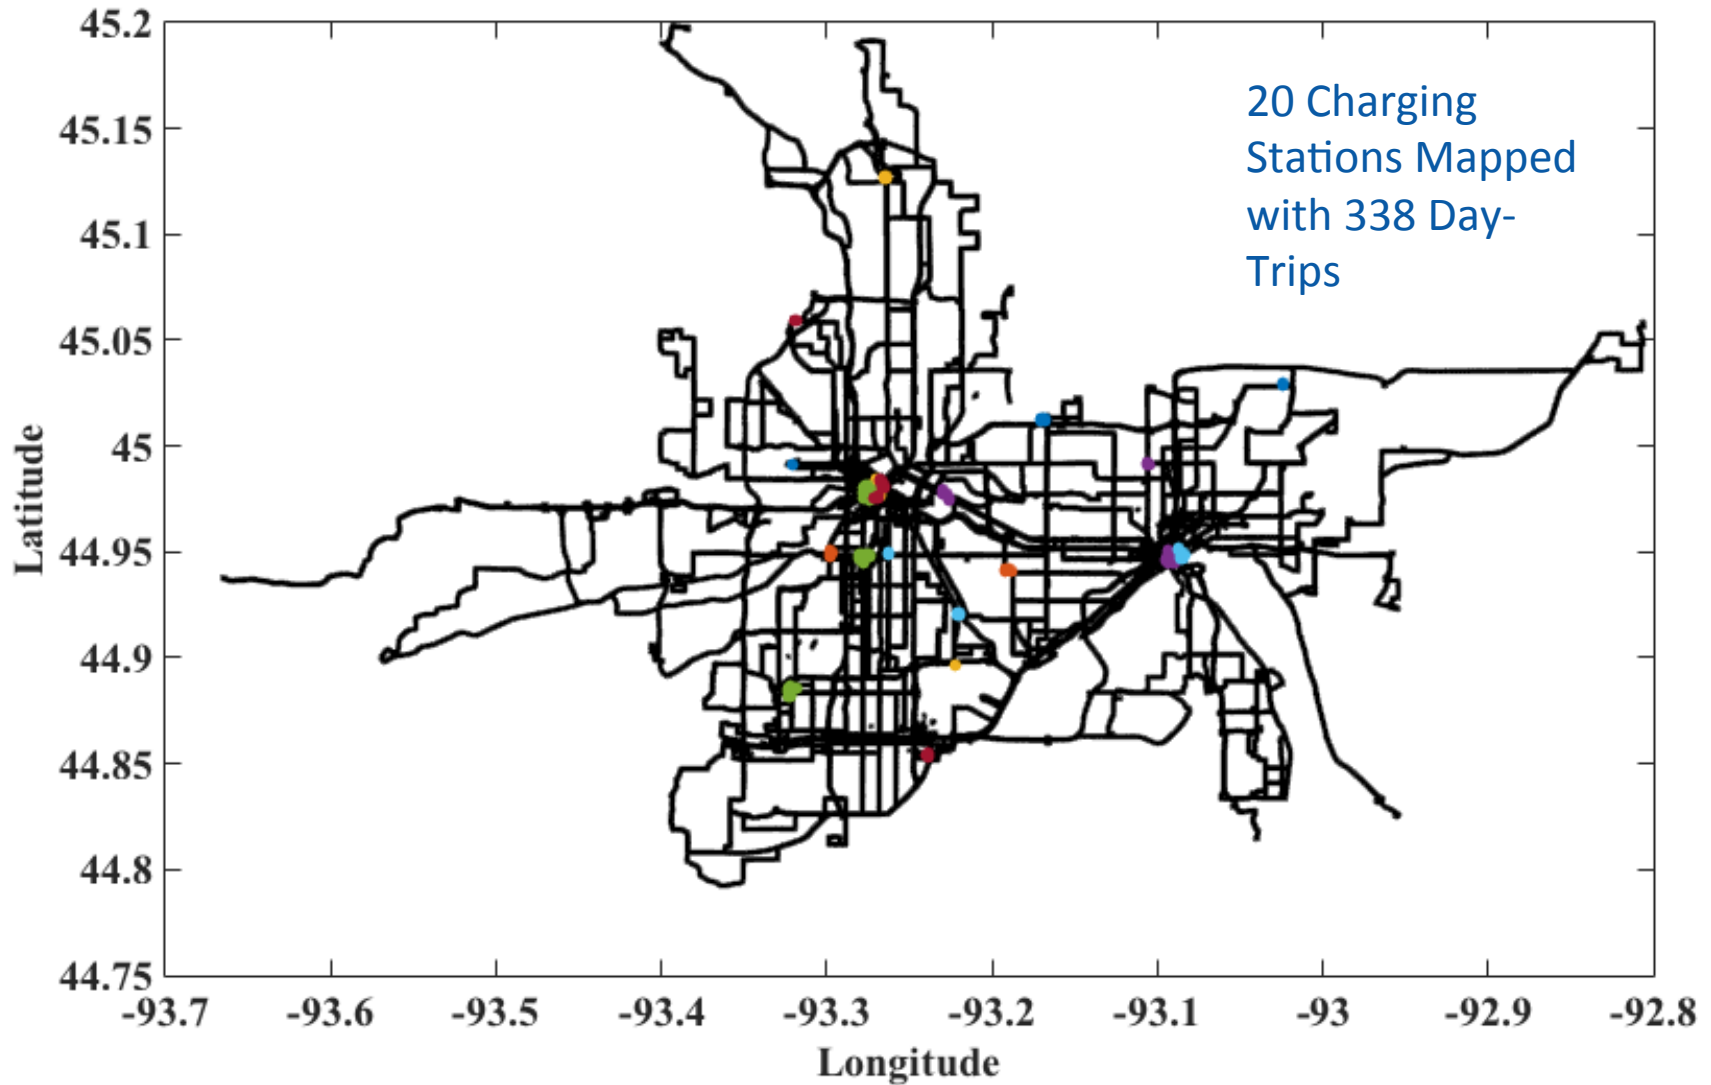 45.2
45.15
45.1
45.05
45
44.95
44.9
44.85
44.8
44.75
Latitude
20 Charging
Stations Mapped
with 338 Day-
Trips
-93.7 -93.6 -93.5 -93.4 -93.3 -93.2 -93.1 -93 -92.9 -92.8
Longitude